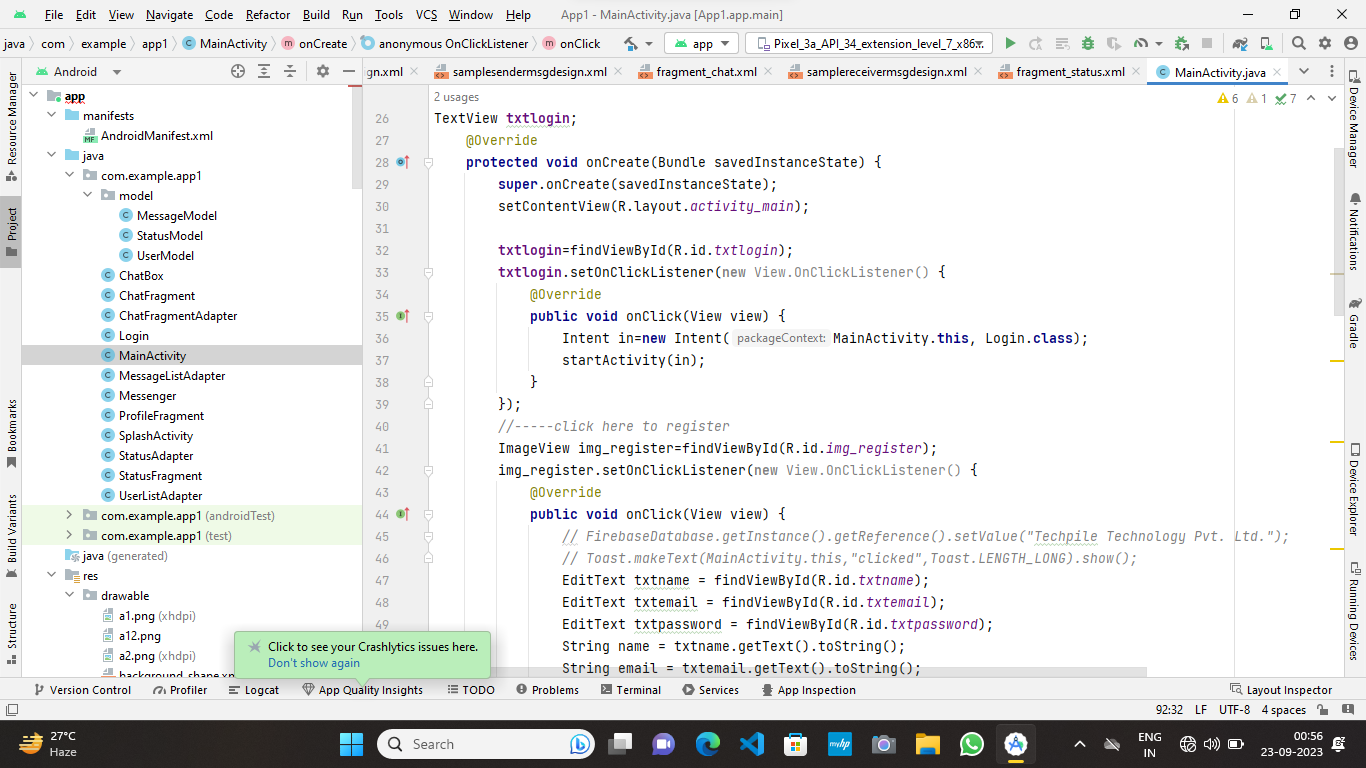 File Edit View Navigate Code Refactor Build Run Tools VCS Window Help App1 - MainActivity.java [App1.app.main]
java com example app1 MainActivity onCreate anonymous OnClickListener onClick app Pixel_3a_API_34_extension_level_7_x86...
Android
gn.xml samplesendermsgdesign.xml fragment_chat.xml samplereceivermsgdesign.xml fragment_status.xml MainActivity.java
Resource Manager
Project
Bookmarks
Build Variants
Structure
app
manifests
AndroidManifest.xml
java
com.example.app1
model
MessageModel
StatusModel
UserModel
ChatBox
ChatFragment
ChatFragmentAdapter
Login
MainActivity
MessageListAdapter
Messenger
ProfileFragment
SplashActivity
StatusAdapter
StatusFragment
UserListAdapter
com.example.app1 (androidTest)
com.example.app1 (test)
java (generated)
res
drawable
a1.png (xhdpi)
a12.png
a2.png (xhdpi)
2 usages
6 1 7
26 TextView txtlogin;
27 @Override
28 protected void onCreate(Bundle savedInstanceState) {
29 super.onCreate(savedInstanceState);
30 setContentView(R.layout.activity_main);
31
32 txtlogin=findViewById(R.id.txtlogin);
33 txtlogin.setOnClickListener(new View.OnClickListener() {
34 @Override
35 public void onClick(View view) {
36 Intent in=new Intent( packageContext: MainActivity.this, Login.class);
37 startActivity(in);
38 }
39 });
40 //-----click here to register
41 ImageView img_register=findViewById(R.id.img_register);
42 img_register.setOnClickListener(new View.OnClickListener() {
43 @Override
44 public void onClick(View view) {
45 // FirebaseDatabase.getInstance().getReference().setValue("Techpile Technology Pvt. Ltd.");
46 // Toast.makeText(MainActivity.this,"clicked",Toast.LENGTH_LONG).show();
47 EditText txtname = findViewById(R.id.txtname);
48 EditText txtemail = findViewById(R.id.txtemail);
49 EditText txtpassword = findViewById(R.id.txtpassword);
String name = txtname.getText().toString();
String email = txtemail.getText().toString();
Click to see your Crashlytics issues here.
Don't show again
Device Manager
Notifications
Gradle
Device Explorer
Running Devices
Version Control Profiler Logcat App Quality Insights TODO Problems Terminal Services App Inspection Layout Inspector
92:32 LF UTF-8 4 spaces
27°C
Haze
Search
myhp
ENG
IN
00:56
23-09-2023